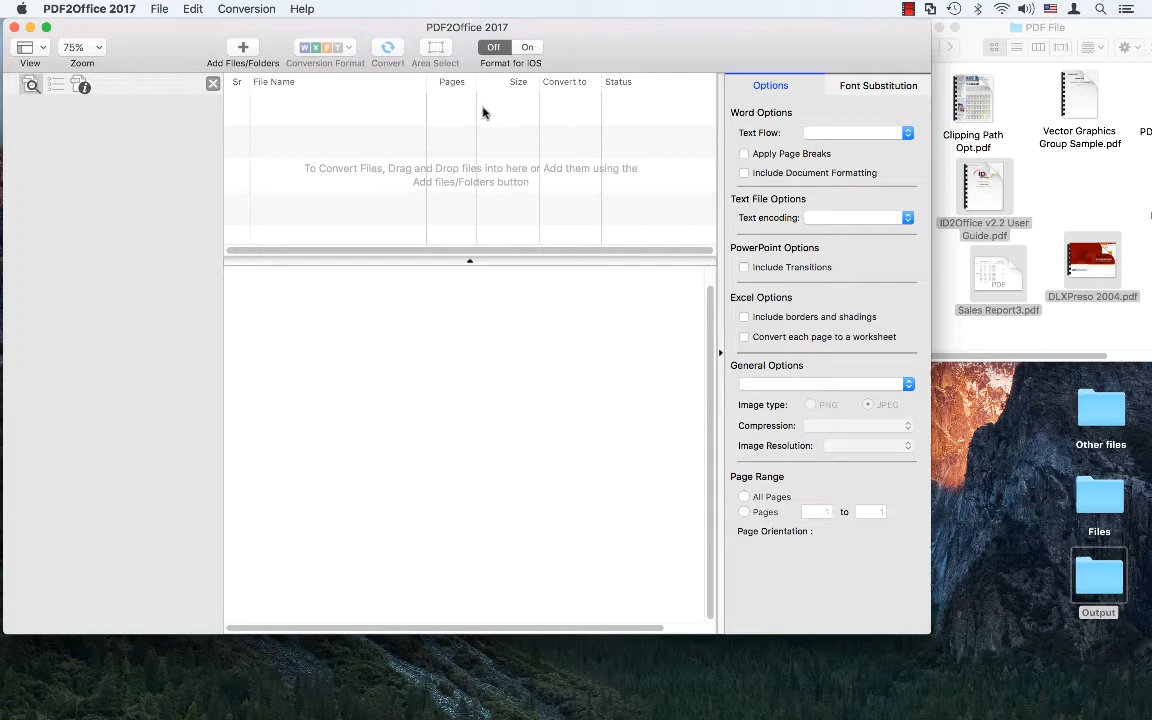 PDF2Office 2017 File Edit Conversion Help
PDF2Office 2017
PDF File
75%
W X P T
Off On
View Zoom Add Files/Folders Conversion Format Convert Area Select Format for iOS
Sr File Name Pages Size Convert to Status
To Convert Files, Drag and Drop files into here or Add them using the
Add files/Folders button
Options Font Substitution
Word Options
Text Flow:
Apply Page Breaks
Include Document Formatting
Text File Options
Text encoding:
PowerPoint Options
Include Transitions
Excel Options
Include borders and shadings
Convert each page to a worksheet
General Options
Image type: PNG JPEG
Compression:
Image Resolution:
Page Range
All Pages
Pages 1 to 1
Page Orientation :
Clipping Path
Opt.pdf
Vector Graphics
Group Sample.pdf
PD
ID2Office v2.2 User
Guide.pdf
PDF
Sales Report3.pdf
DLXPreso 2004.pdf
Other files
Files
Output